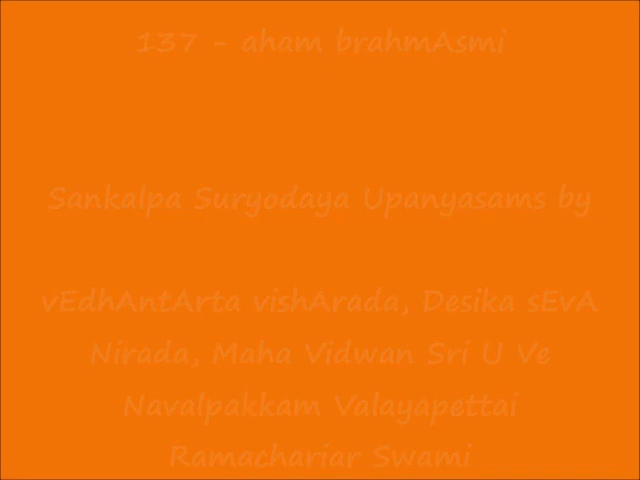 137 - aham brahmAsmi
Sankalpa Suryodaya Upanyasams by
vEdhAntArta vishArada, Desika sEvA
Nirada, Maha Vidwan Sri U Ve
Navalpakkam Valayapettai
Ramachariar Swami